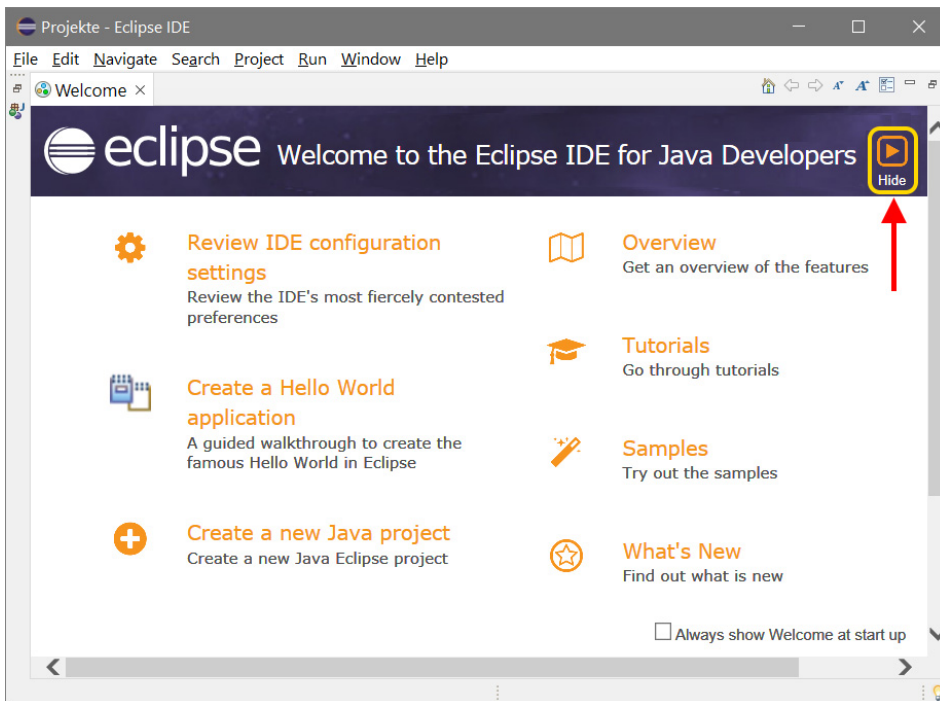 Projekte - Eclipse IDE
File Edit Navigate Search Project Run Window Help
Welcome
eclipse Welcome to the Eclipse IDE for Java Developers
Hide
Review IDE configuration
settings
Review the IDE's most fiercely contested
preferences
Create a Hello World
application
A guided walkthrough to create the
famous Hello World in Eclipse
Create a new Java project
Create a new Java Eclipse project
Overview
Get an overview of the features
Tutorials
Go through tutorials
Samples
Try out the samples
What's New
Find out what is new
Always show Welcome at start up